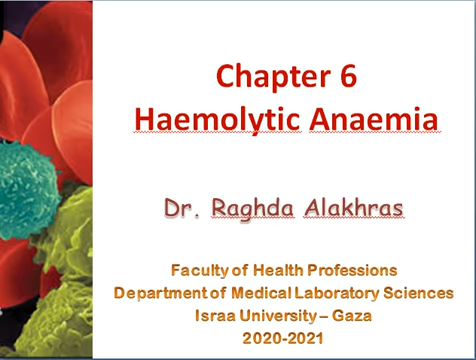 Chapter 6
Haemolytic Anaemia
Dr. Raghda Alakhras
Faculty of Health Professions
Department of Medical Laboratory Sciences
Israa University – Gaza
2020-2021